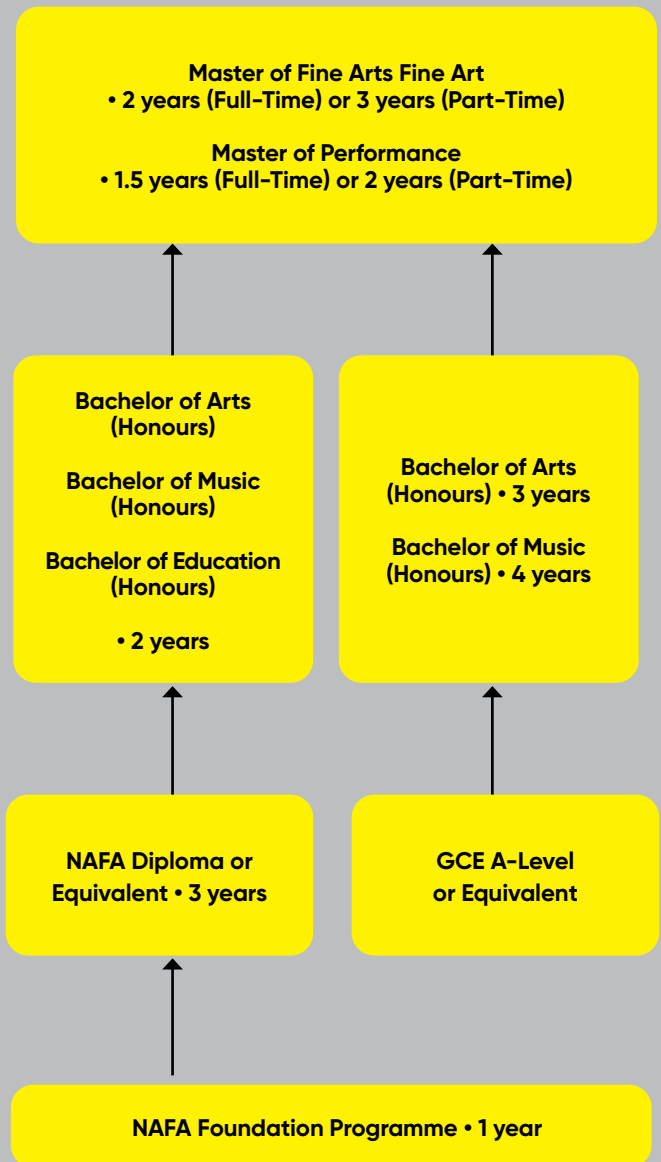 Master of Fine Arts Fine Art
• 2 years (Full-Time) or 3 years (Part-Time)
Master of Performance
• 1.5 years (Full-Time) or 2 years (Part-Time)
Bachelor of Arts
(Honours)
Bachelor of Music
(Honours)
Bachelor of Education
(Honours)
• 2 years
Bachelor of Arts
(Honours) • 3 years
Bachelor of Music
(Honours) • 4 years
NAFA Diploma or
Equivalent • 3 years
GCE A-Level
or Equivalent
NAFA Foundation Programme • 1 year